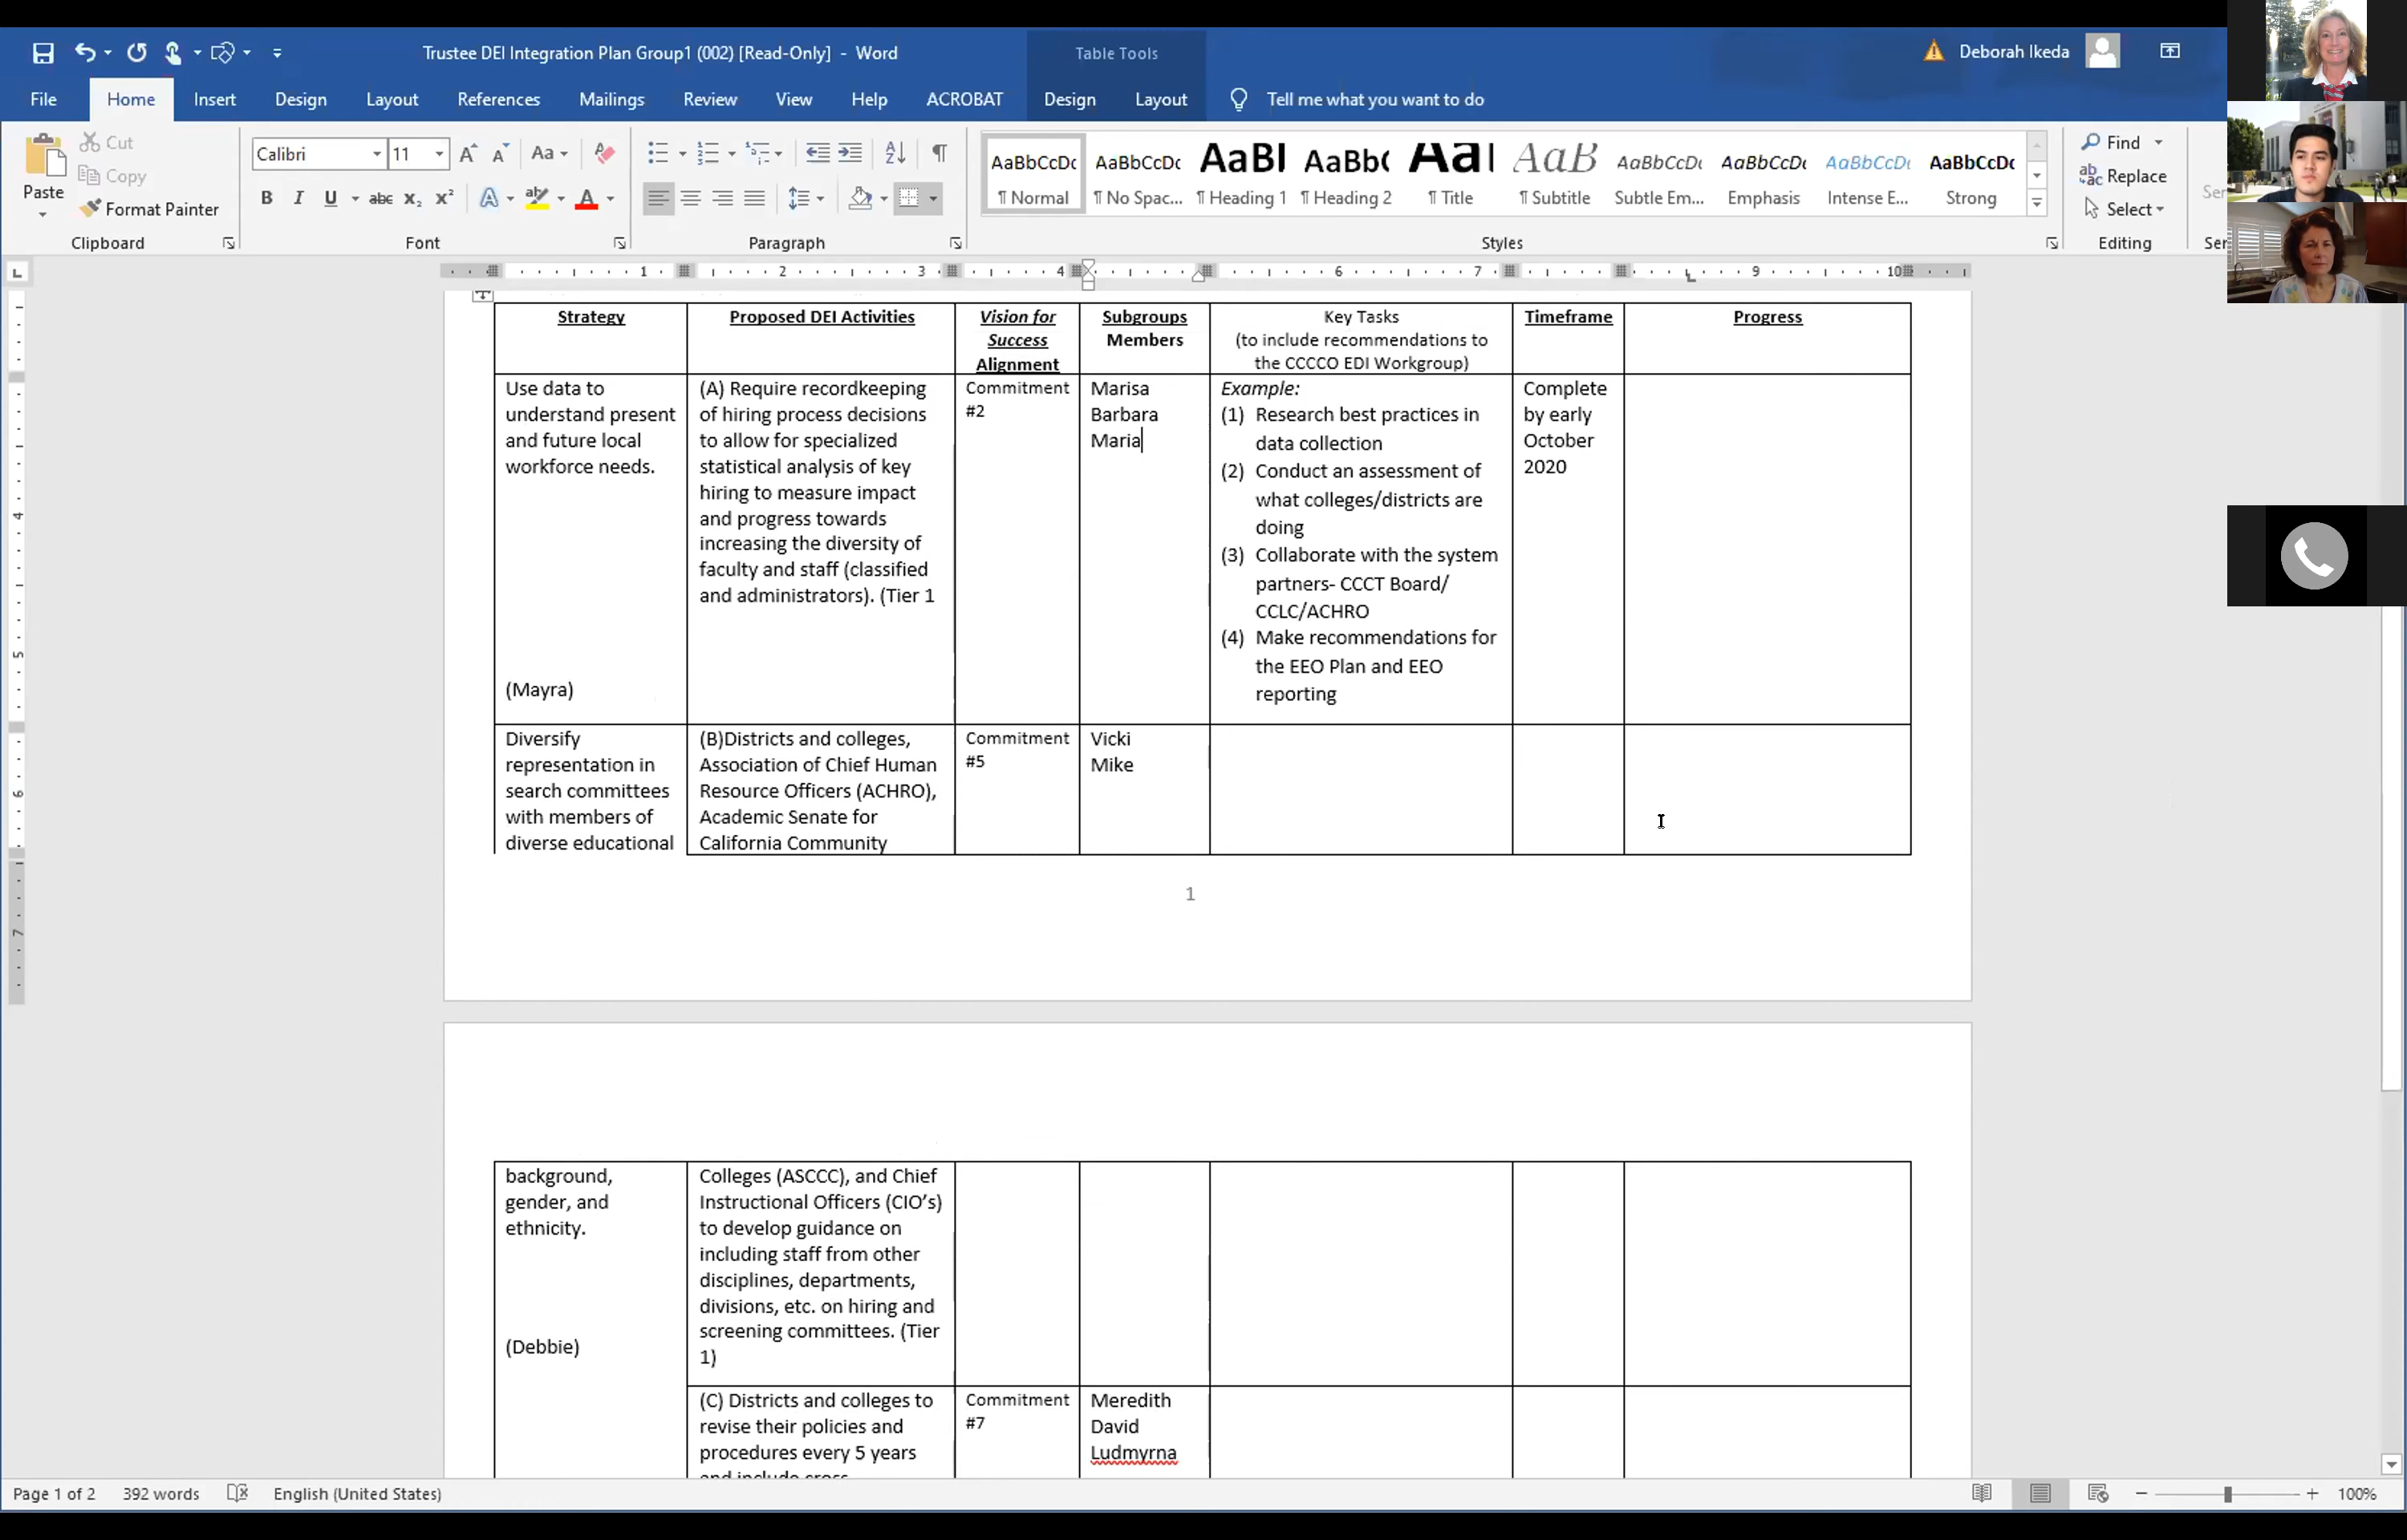 Trustee DEI Integration Plan Group1 (002) [Read-Only] - Word
Table Tools
Deborah Ikeda
File Home Insert Design Layout References Mailings Review View Help ACROBAT Design Layout Tell me what you want to do
Paste
Cut
Copy
Format Painter
Clipboard
Calibri 11
Font
Paragraph
AaBbCcDc AaBbCcDc AaBI AaBb( AaI AaB AaBbCcDc AaBbCcDc AaBbCcDc AaBbCcDc
¶ Normal ¶ No Spac... ¶ Heading 1 ¶ Heading 2 ¶ Title ¶ Subtitle Subtle Em... Emphasis Intense E... Strong
Styles
Find
Replace
Select
Editing
1 2 3 4 6 7 9 10
Strategy
Proposed DEI Activities
Vision for
Success
Alignment
Subgroups
Members
Key Tasks
(to include recommendations to
the CCCCO EDI Workgroup)
Timeframe
Progress
Use data to
understand present
and future local
workforce needs.
(Mayra)
(A) Require recordkeeping
of hiring process decisions
to allow for specialized
statistical analysis of key
hiring to measure impact
and progress towards
increasing the diversity of
faculty and staff (classified
and administrators). (Tier 1
Commitment
#2
Marisa
Barbara
Maria
Example:
(1) Research best practices in
data collection
(2) Conduct an assessment of
what colleges/districts are
doing
(3) Collaborate with the system
partners- CCCT Board/
CCLC/ACHRO
(4) Make recommendations for
the EEO Plan and EEO
reporting
Complete
by early
October
2020
Diversify
representation in
search committees
with members of
diverse educational
(B)Districts and colleges,
Association of Chief Human
Resource Officers (ACHRO),
Academic Senate for
California Community
Commitment
#5
Vicki
Mike
1
background,
gender, and
ethnicity.
(Debbie)
Colleges (ASCCC), and Chief
Instructional Officers (CIO's)
to develop guidance on
including staff from other
disciplines, departments,
divisions, etc. on hiring and
screening committees. (Tier
1)
(C) Districts and colleges to
revise their policies and
procedures every 5 years
Commitment
#7
Meredith
David
Ludmyrna
Page 1 of 2 392 words English (United States) 100%